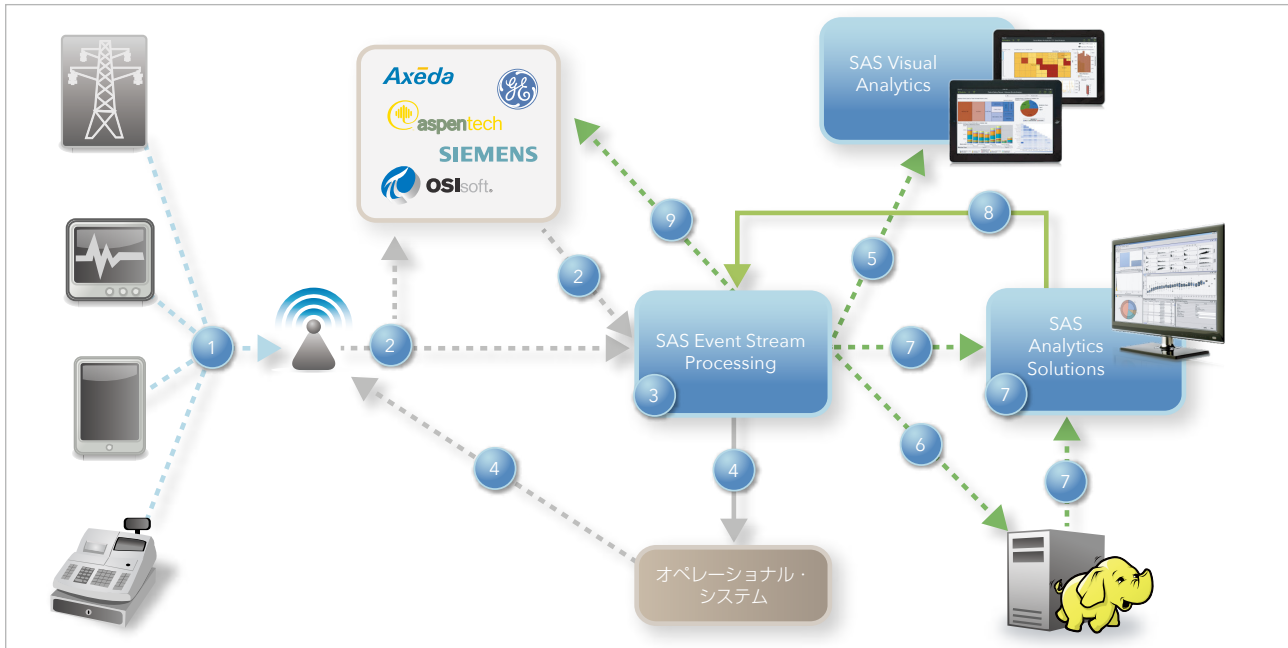 Axēda
GE
aspentech
SIEMENS
OSIsoft.
SAS Visual
Analytics
9
8
2
5
1
2
SAS Event Stream
Processing
3
7
SAS
Analytics
Solutions
7
6
4
4
7
オペレーショナル・
システム